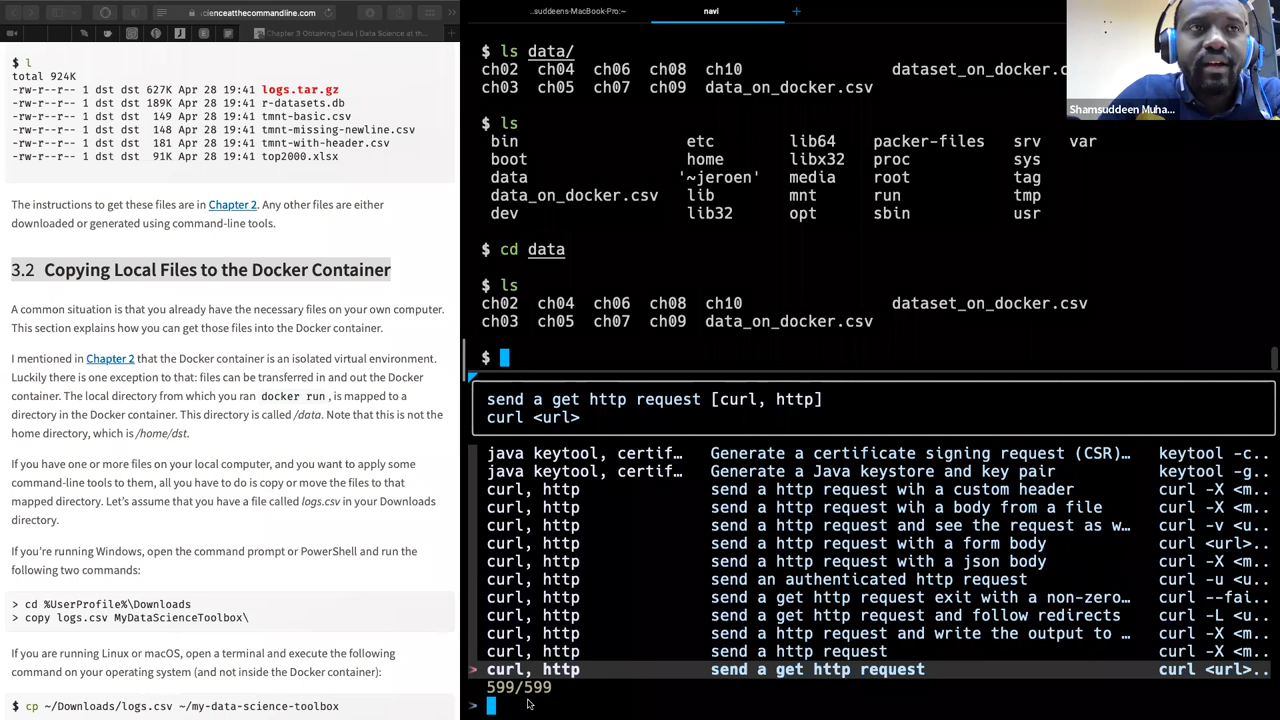 cienceatthecommandline.com
Chapter 3 Obtaining Data | Data Science at th...
$ l
total 924K
-rw-r--r-- 1 dst dst 627K Apr 28 19:41 logs.tar.gz
-rw-r--r-- 1 dst dst 189K Apr 28 19:41 r-datasets.db
-rw-r--r-- 1 dst dst 149 Apr 28 19:41 tmnt-basic.csv
-rw-r--r-- 1 dst dst 148 Apr 28 19:41 tmnt-missing-newline.csv
-rw-r--r-- 1 dst dst 181 Apr 28 19:41 tmnt-with-header.csv
-rw-r--r-- 1 dst dst 91K Apr 28 19:41 top2000.xlsx
The instructions to get these files are in Chapter 2. Any other files are either
downloaded or generated using command-line tools.
3.2 Copying Local Files to the Docker Container
A common situation is that you already have the necessary files on your own computer.
This section explains how you can get those files into the Docker container.
I mentioned in Chapter 2 that the Docker container is an isolated virtual environment.
Luckily there is one exception to that: files can be transferred in and out the Docker
container. The local directory from which you ran docker run, is mapped to a
directory in the Docker container. This directory is called /data. Note that this is not the
home directory, which is /home/dst.
If you have one or more files on your local computer, and you want to apply some
command-line tools to them, all you have to do is copy or move the files to that
mapped directory. Let's assume that you have a file called logs.csv in your Downloads
directory.
If you're running Windows, open the command prompt or PowerShell and run the
following two commands:
> cd %UserProfile%\Downloads
> copy logs.csv MyDataScienceToolbox\
If you are running Linux or macOS, open a terminal and execute the following
command on your operating system (and not inside the Docker container):
$ cp ~/Downloads/logs.csv ~/my-data-science-toolbox
..suddeens-MacBook-Pro:~ navi +
$ ls data/
ch02 ch04 ch06 ch08 ch10 dataset_on_docker.c
ch03 ch05 ch07 ch09 data_on_docker.csv
$ ls
bin etc lib64 packer-files srv var
boot home libx32 proc sys
data '~jeroen' media root tag
data_on_docker.csv lib mnt run tmp
dev lib32 opt sbin usr
$ cd data
$ ls
ch02 ch04 ch06 ch08 ch10 dataset_on_docker.csv
ch03 ch05 ch07 ch09 data_on_docker.csv
$
Shamsuddeen Muha...
send a get http request [curl, http]
curl <url>
java keytool, certif… Generate a certificate signing request (CSR)… keytool -c..
java keytool, certif… Generate a Java keystore and key pair keytool -g..
curl, http send a http request wih a custom header curl -X <m..
curl, http send a http request wih a body from a file curl -X <m..
curl, http send a http request and see the request as w… curl -v <u..
curl, http send a http request with a form body curl <url>..
curl, http send a http request with a json body curl -X <m..
curl, http send an authenticated http request curl -u <u..
curl, http send a get http request exit with a non-zero… curl --fai..
curl, http send a get http request and follow redirects curl -L <u..
curl, http send a http request and write the output to … curl -X <m..
curl, http send a http request curl -X <m..
> curl, http send a get http request curl <url>..
599/599
>